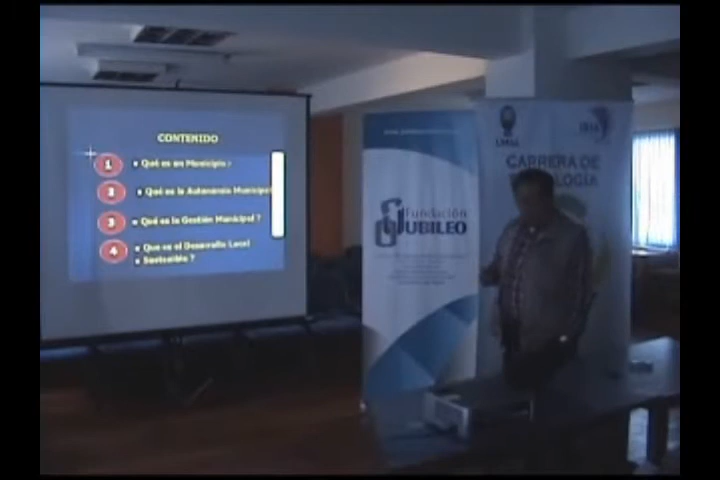 CONTENIDO
1 • Qué es un Municipio ?
2 • Qué es la Autonomía Municipal
3 • Qué es la Gestión Municipal ?
4 • Que es el Desarrollo Local
• Sostenible ?
Fundación
JUBILEO
UMSA
CARRERA DE